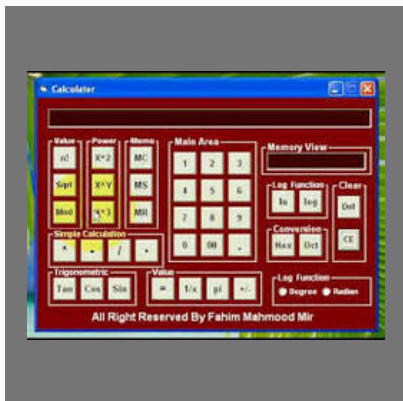 Calculator
Value Power Memo Main Area
Memory View
n! X^2 MC 1 2 3
Sqrt X^Y MS 4 5 6
Log Function Clear
ln log Del
Mod X^3 MR 7 8 9
Simple Calculation
Conversion
Hex Oct CE
0 00 .
Trigonometric Value
Tan Cos Sin = 1/x pi +/-
Log Function
Degree Radian
All Right Reserved By Fahim Mahmood Mir